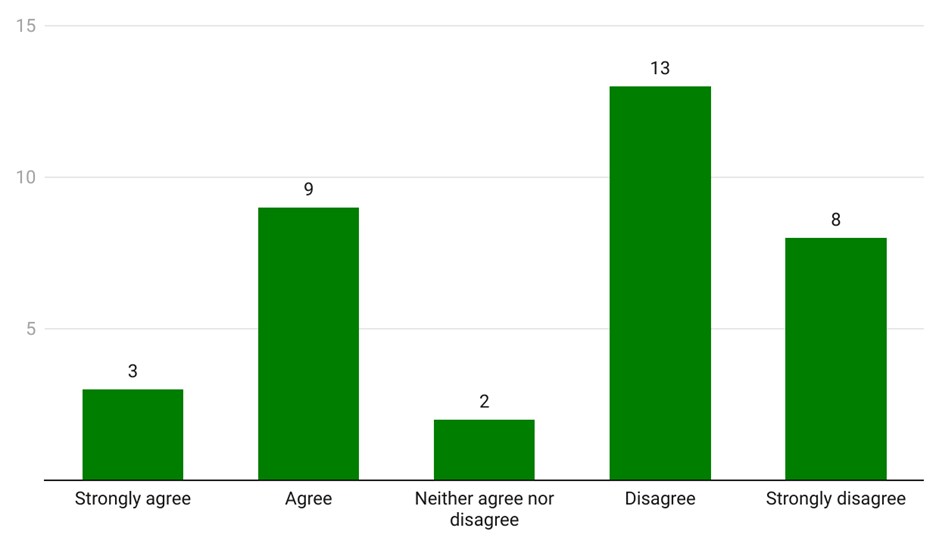 15
13
10
9
8
5
3
2
Strongly agree
Agree
Neither agree nor
disagree
Disagree
Strongly disagree